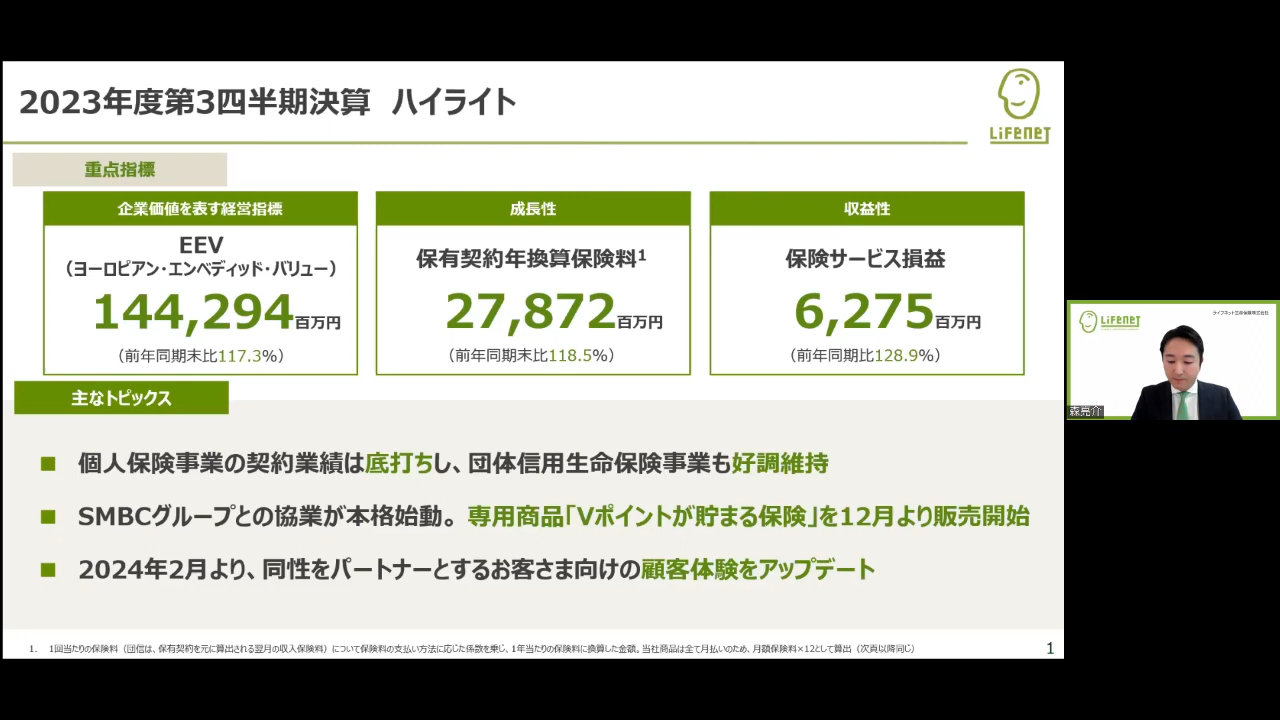 2023年度第3四半期決算　ハイライト
LIFENET
重点指標
企業価値を表す経営指標
EEV
（ヨーロピアン・エンベディッド・バリュー）
144,294百万円
（前年同期末比117.3%）
成長性
保有契約年換算保険料1
27,872百万円
（前年同期末比118.5%）
収益性
保険サービス損益
6,275百万円
（前年同期比128.9%）
主なトピックス
■ 個人保険事業の契約業績は底打ちし、団体信用生命保険事業も好調維持
■ SMBCグループとの協業が本格始動。専用商品「Vポイントが貯まる保険」を12月より販売開始
■ 2024年2月より、同性をパートナーとするお客さま向けの顧客体験をアップデート
1. 1回当たりの保険料（団信は、保有契約を元に算出される翌月の収入保険料）について保険料の支払い方法に応じた係数を乗じ、1年当たりの保険料に換算した金額。当社商品は全て月払いのため、月額保険料×12として算出（次頁以降同じ）
1
LIFENET
ライフネット生命保険株式会社
森亮介